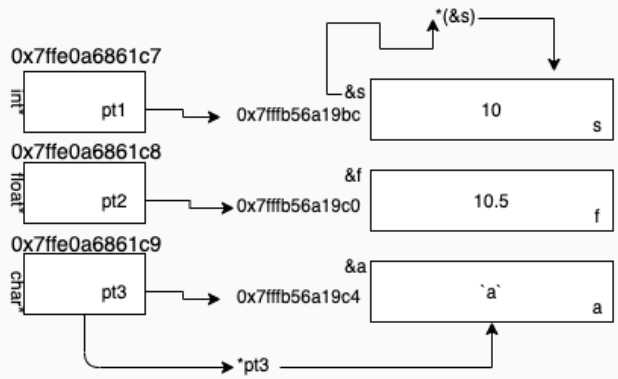 *(&s)
0x7ffe0a6861c7
int*
pt1
&s
0x7fffb56a19bc
10
s
0x7ffe0a6861c8
float*
pt2
&f
0x7fffb56a19c0
10.5
f
0x7ffe0a6861c9
char*
pt3
&a
0x7fffb56a19c4
`a`
a
*pt3